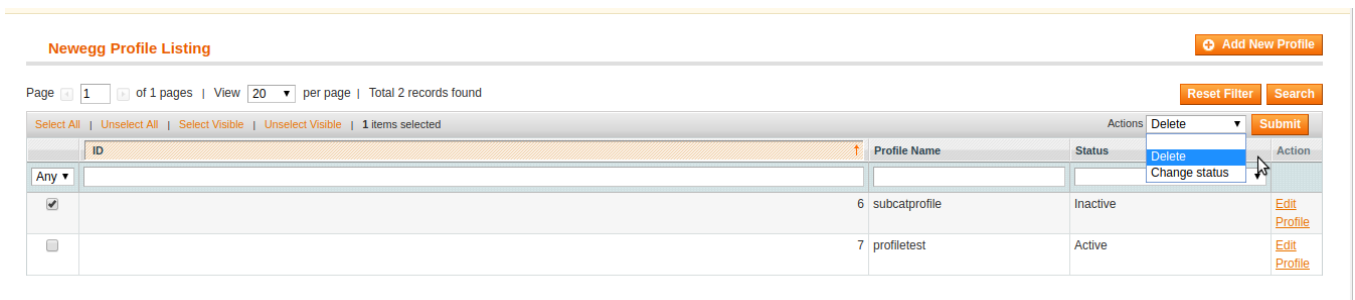 Newegg Profile Listing
Add New Profile
Page 1 of 1 pages | View 20 per page | Total 2 records found
Reset Filter Search
Select All | Unselect All | Select Visible | Unselect Visible | 1 items selected
Actions Delete Submit
ID Profile Name Status Action
Delete
Change status
Any
6 subcatprofile Inactive Edit
Profile
7 profiletest Active Edit
Profile